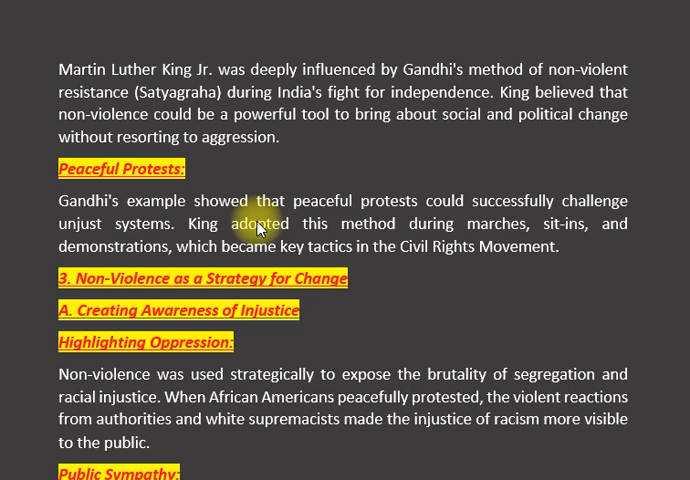 Martin Luther King Jr. was deeply influenced by Gandhi's method of non-violent
resistance (Satyagraha) during India's fight for independence. King believed that
non-violence could be a powerful tool to bring about social and political change
without resorting to aggression.
Peaceful Protests:
Gandhi's example showed that peaceful protests could successfully challenge
unjust systems. King adopted this method during marches, sit-ins, and
demonstrations, which became key tactics in the Civil Rights Movement.
3. Non-Violence as a Strategy for Change
A. Creating Awareness of Injustice
Highlighting Oppression:
Non-violence was used strategically to expose the brutality of segregation and
racial injustice. When African Americans peacefully protested, the violent reactions
from authorities and white supremacists made the injustice of racism more visible
to the public.
Public Sympathy: